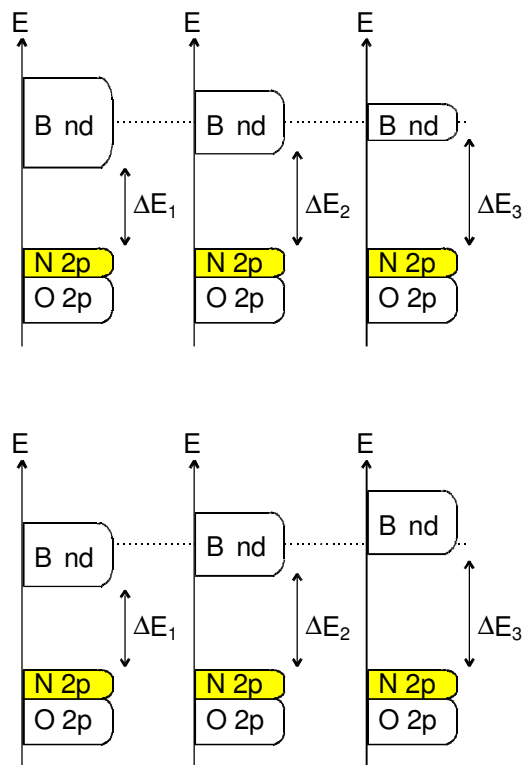 E E E
B nd B nd B nd
ΔE₁ ΔE₂ ΔE₃
N 2p N 2p N 2p
O 2p O 2p O 2p
E E E
B nd B nd B nd
ΔE₁ ΔE₂ ΔE₃
N 2p N 2p N 2p
O 2p O 2p O 2p